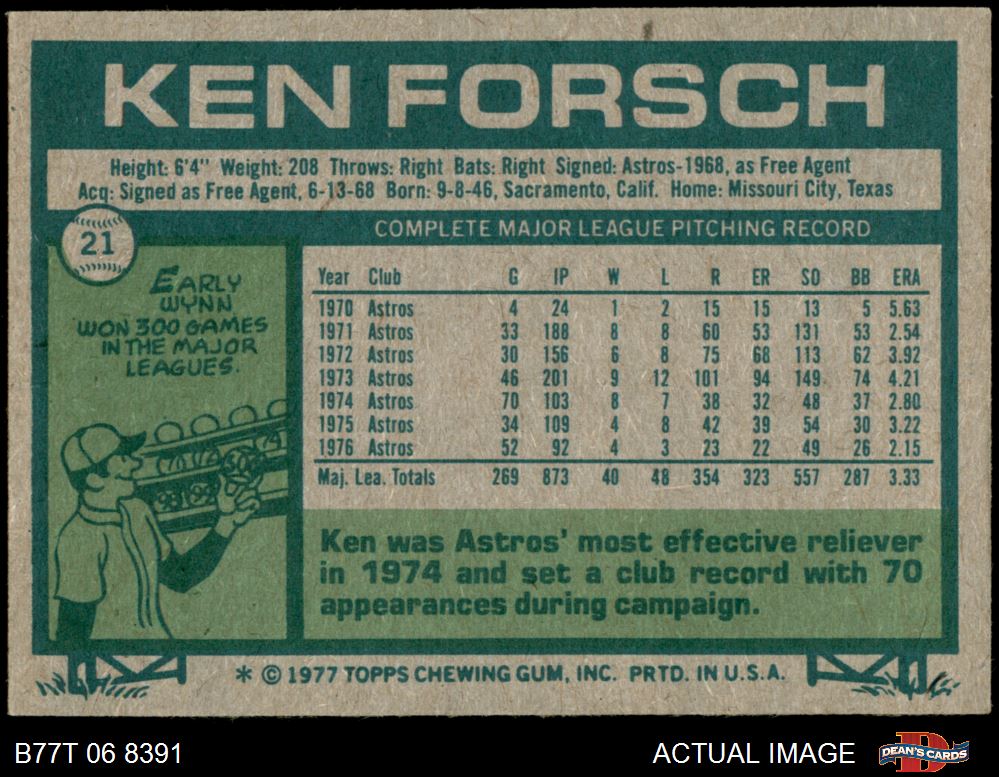 KEN FORSCH
Height: 6'4" Weight: 208 Throws: Right Bats: Right Signed: Astros-1968, as Free Agent
Acq: Signed as Free Agent, 6-13-68 Born: 9-8-46, Sacramento, Calif. Home: Missouri City, Texas
21
EARLY
WYNN
WON 300 GAMES
IN THE MAJOR
LEAGUES.
300
COMPLETE MAJOR LEAGUE PITCHING RECORD
Year Club G IP W L R ER SO BB ERA
1970 Astros 4 24 1 2 15 15 13 5 5.63
1971 Astros 33 188 8 8 60 53 131 53 2.54
1972 Astros 30 156 6 8 75 68 113 62 3.92
1973 Astros 46 201 9 12 101 94 149 74 4.21
1974 Astros 70 103 8 7 38 32 48 37 2.80
1975 Astros 34 109 4 8 42 39 54 30 3.22
1976 Astros 52 92 4 3 23 22 49 26 2.15
Maj. Lea. Totals 269 873 40 48 354 323 557 287 3.33
Ken was Astros' most effective reliever
in 1974 and set a club record with 70
appearances during campaign.
* © 1977 TOPPS CHEWING GUM, INC. PRTD. IN U.S.A.
B77T 06 8391
ACTUAL IMAGE
DEAN'S CARDS